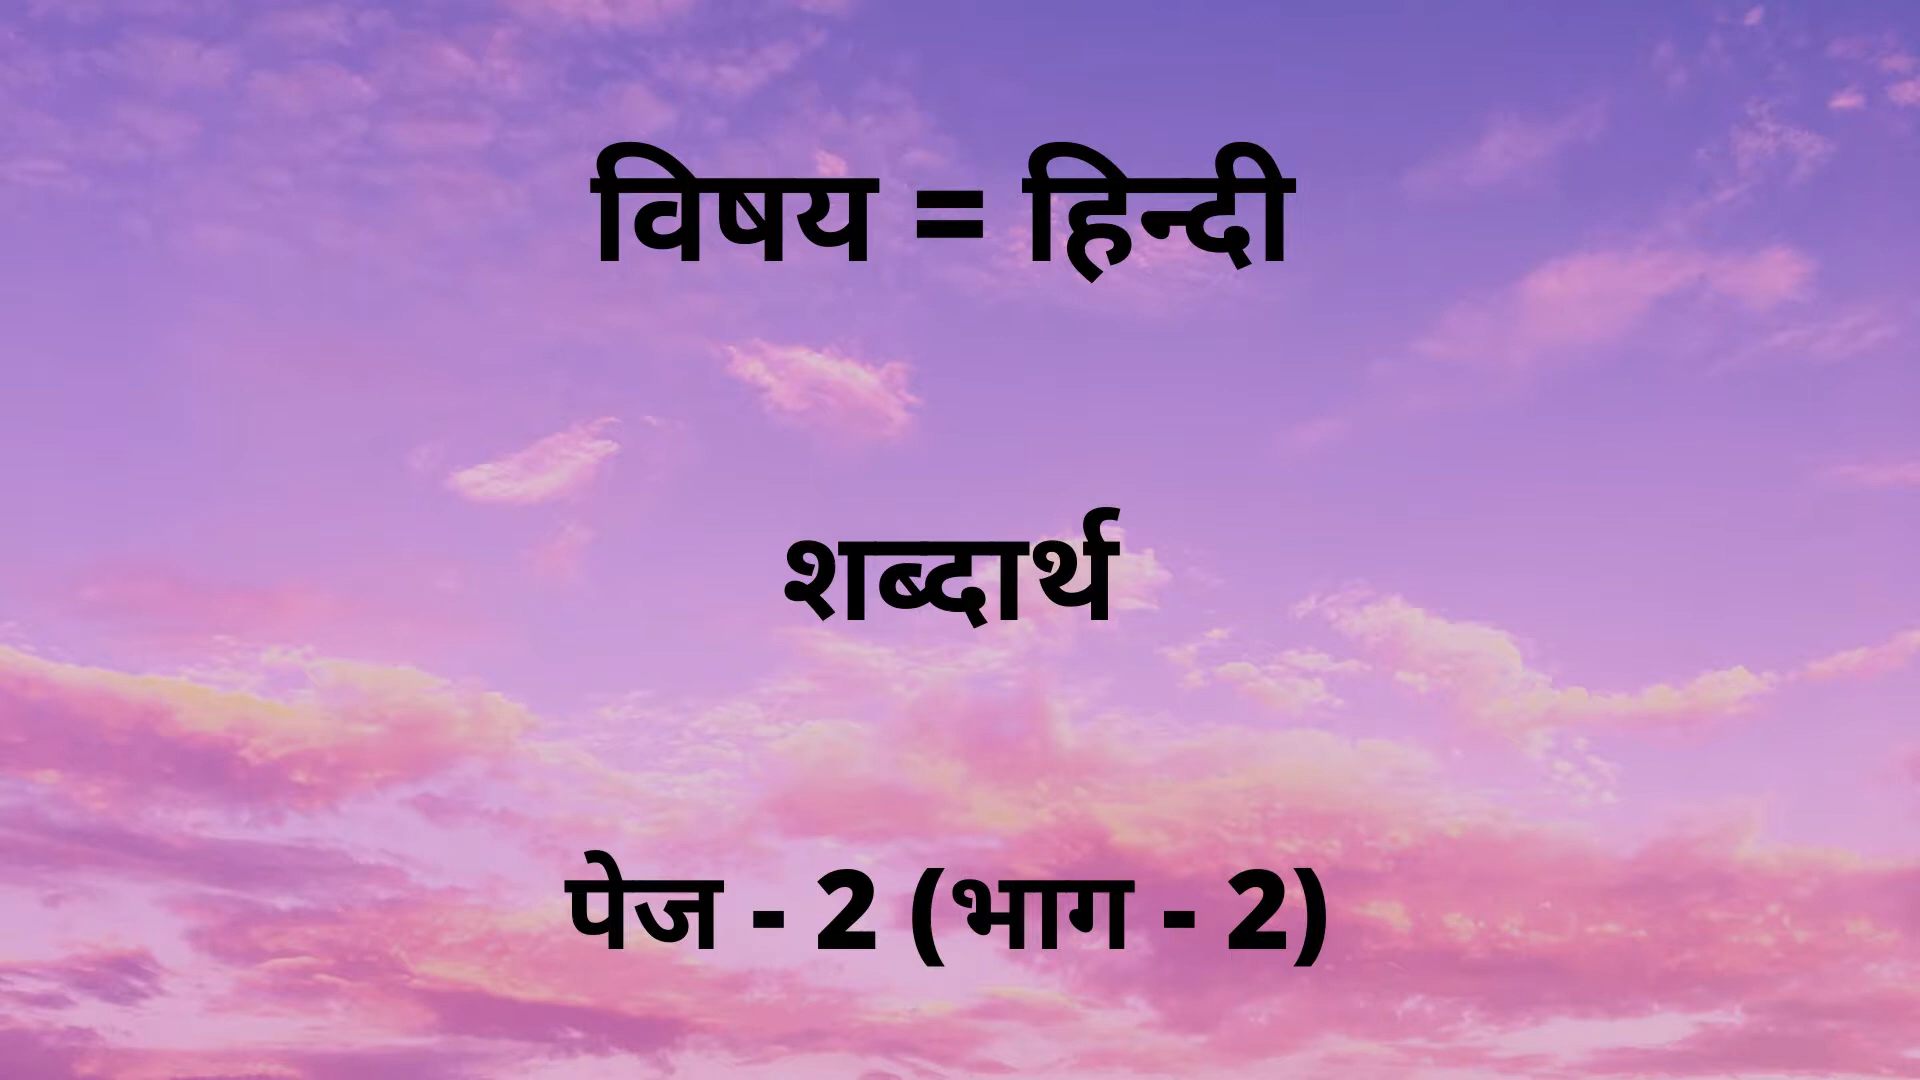 विषय = हिन्दी
शब्दार्थ
पेज - 2 (भाग - 2)